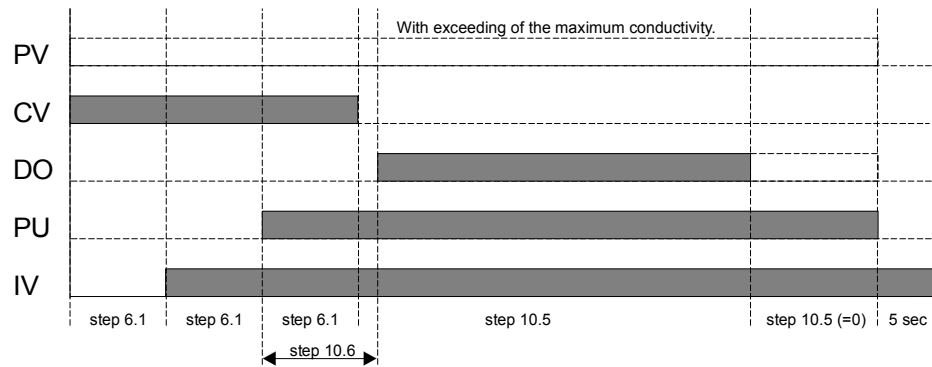 With exceeding of the maximum conductivity.
PV
CV
DO
PU
IV
step 6.1 step 6.1 step 6.1 step 10.5 step 10.5 (=0) 5 sec
step 10.6